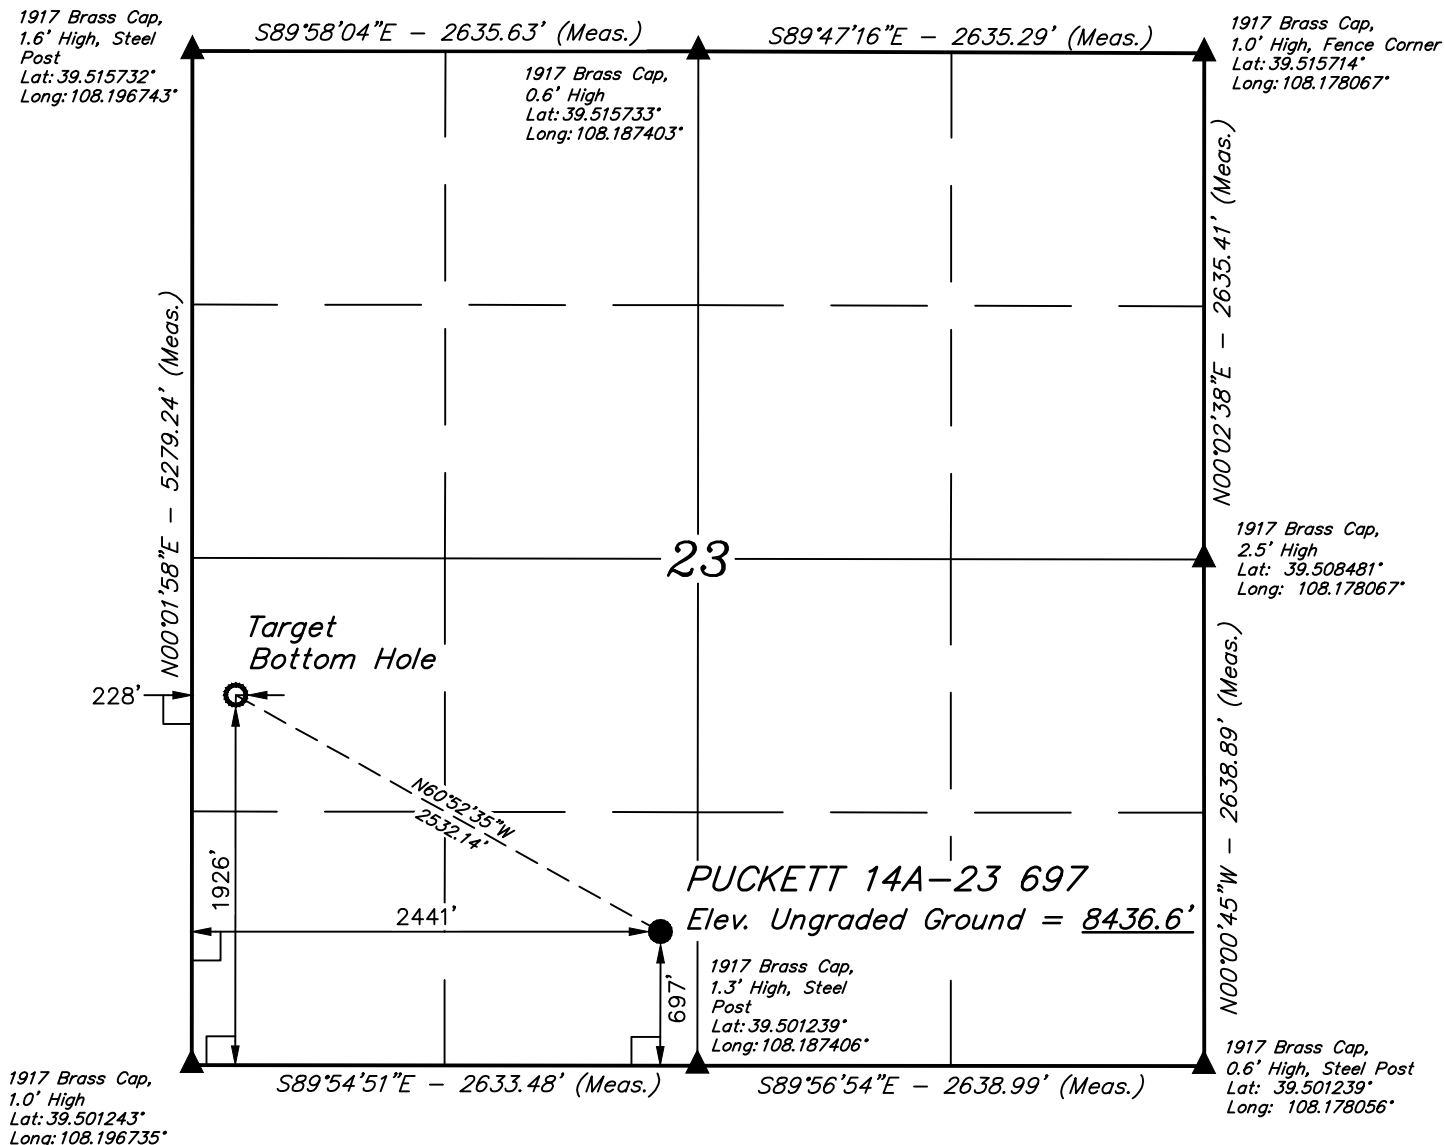 1917 Brass Cap,
1.6' High, Steel
Post
Lat: 39.515732°
Long: 108.196743°
S89°58'04"E - 2635.63' (Meas.)
1917 Brass Cap,
0.6' High
Lat: 39.515733°
Long: 108.187403°
S89°47'16"E - 2635.29' (Meas.)
1917 Brass Cap,
1.0' High, Fence Corner
Lat: 39.515714°
Long: 108.178067°
N00°02'38"E - 2635.41' (Meas.)
N00°01'58"E - 5279.24' (Meas.)
23
1917 Brass Cap,
2.5' High
Lat: 39.508481°
Long: 108.178067°
Target
Bottom Hole
228'
N60°52'35"W
2532.14'
1926'
2441'
PUCKETT 14A-23 697
Elev. Ungraded Ground = 8436.6'
697'
1917 Brass Cap,
1.3' High, Steel
Post
Lat: 39.501239°
Long: 108.187406°
N00°00'45"W - 2638.89' (Meas.)
1917 Brass Cap,
1.0' High
Lat: 39.501243°
Long: 108.196735°
S89°54'51"E - 2633.48' (Meas.)
S89°56'54"E - 2638.99' (Meas.)
1917 Brass Cap,
0.6' High, Steel Post
Lat: 39.501239°
Long: 108.178056°